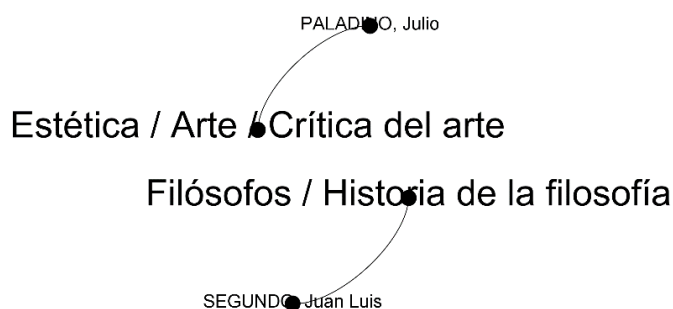 PALADINO, Julio
Estética / Arte / Crítica del arte
Filósofos / Historia de la filosofía
SEGUNDO, Juan Luis